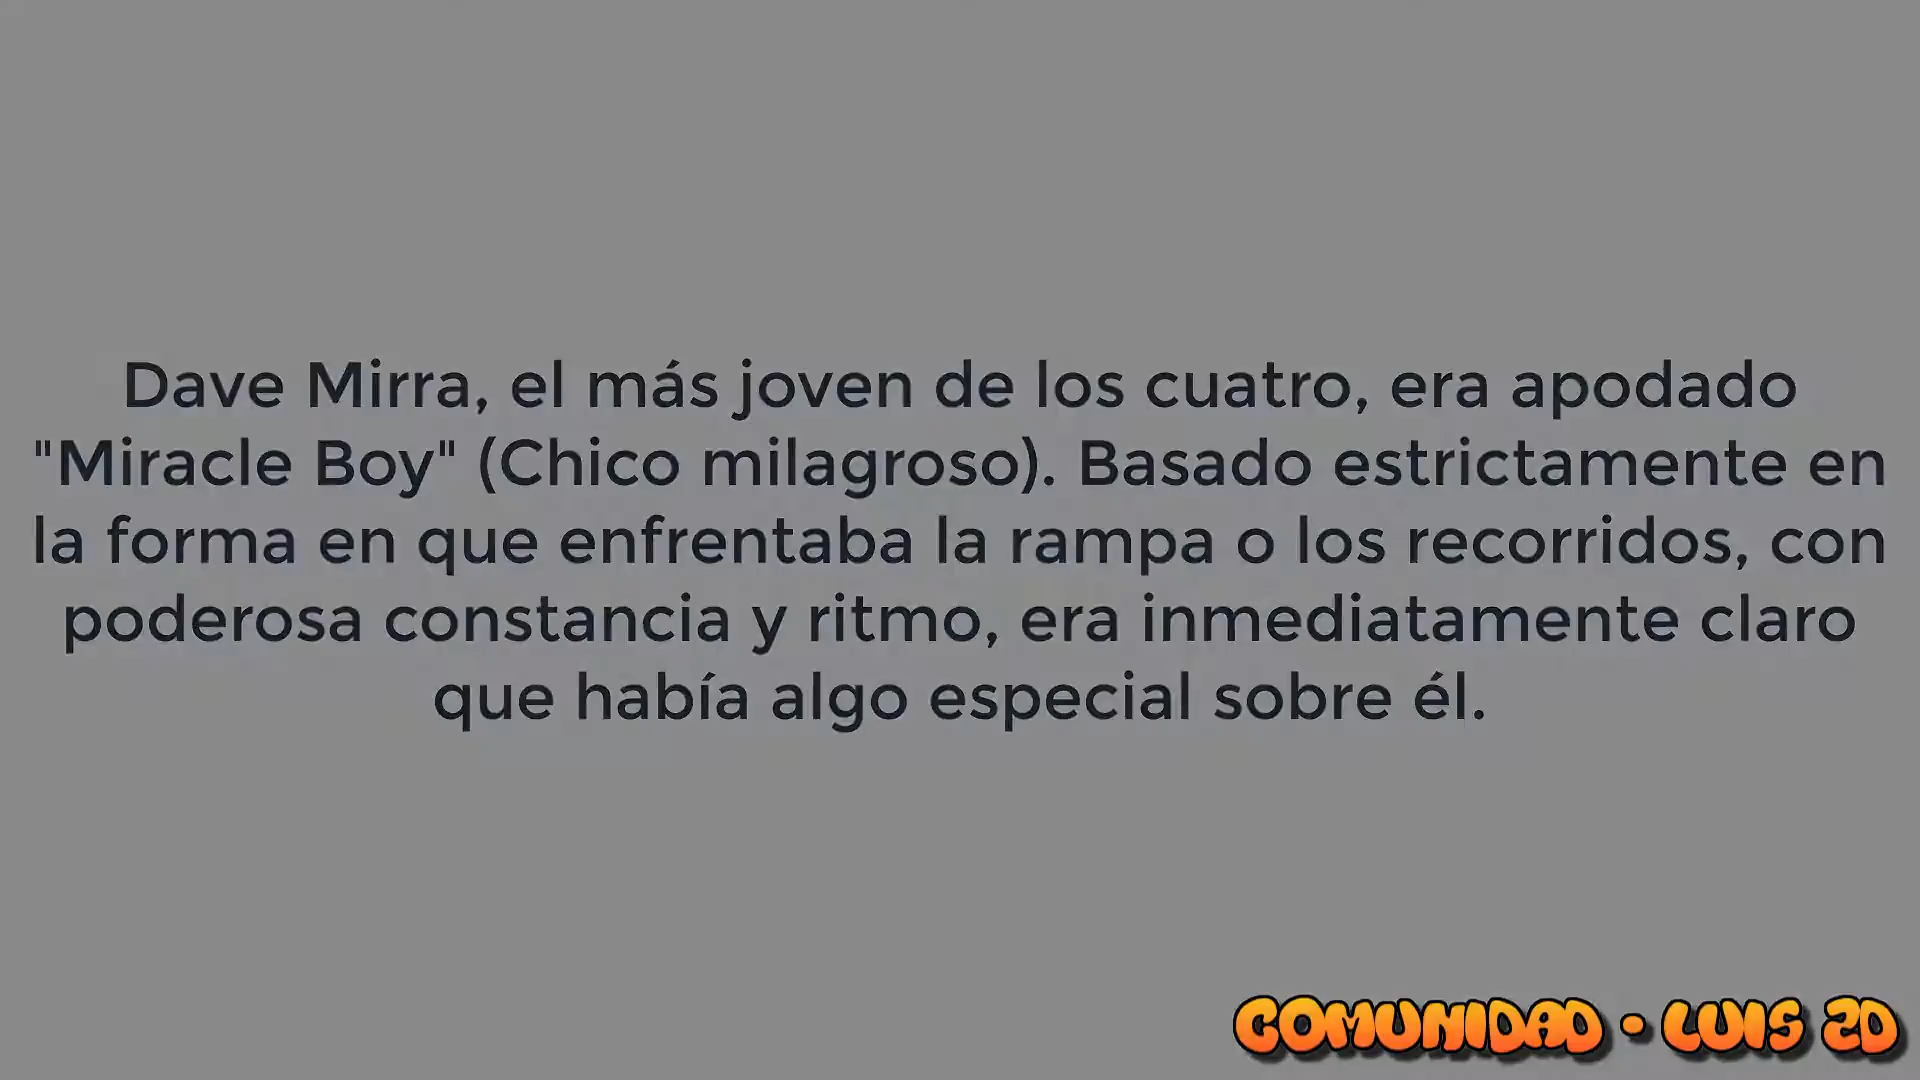 Dave Mirra, el más joven de los cuatro, era apodado
"Miracle Boy" (Chico milagroso). Basado estrictamente en
la forma en que enfrentaba la rampa o los recorridos, con
poderosa constancia y ritmo, era inmediatamente claro
que había algo especial sobre él.
COMUNIDAD • LUIS ZD